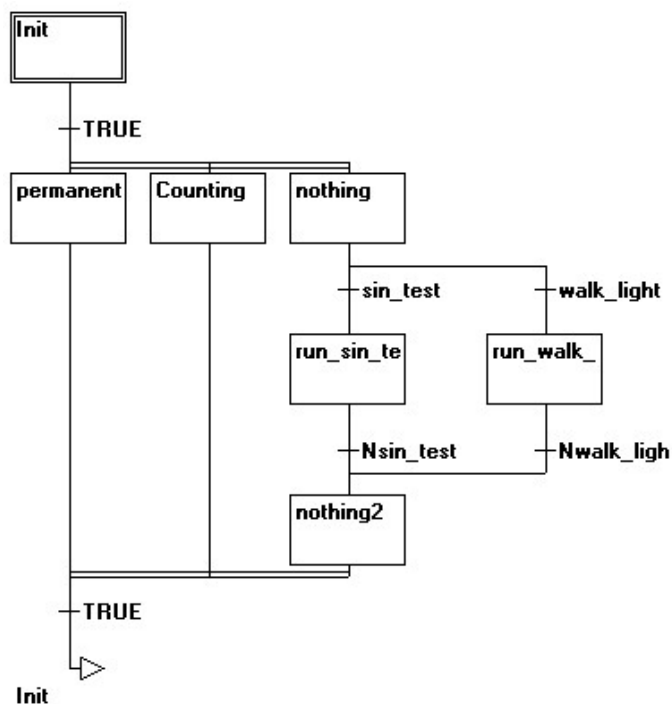 Init
TRUE
permanent
Counting
nothing
sin_test
walk_light
run_sin_te
run_walk_
Nsin_test
Nwalk_ligh
nothing2
TRUE
Init